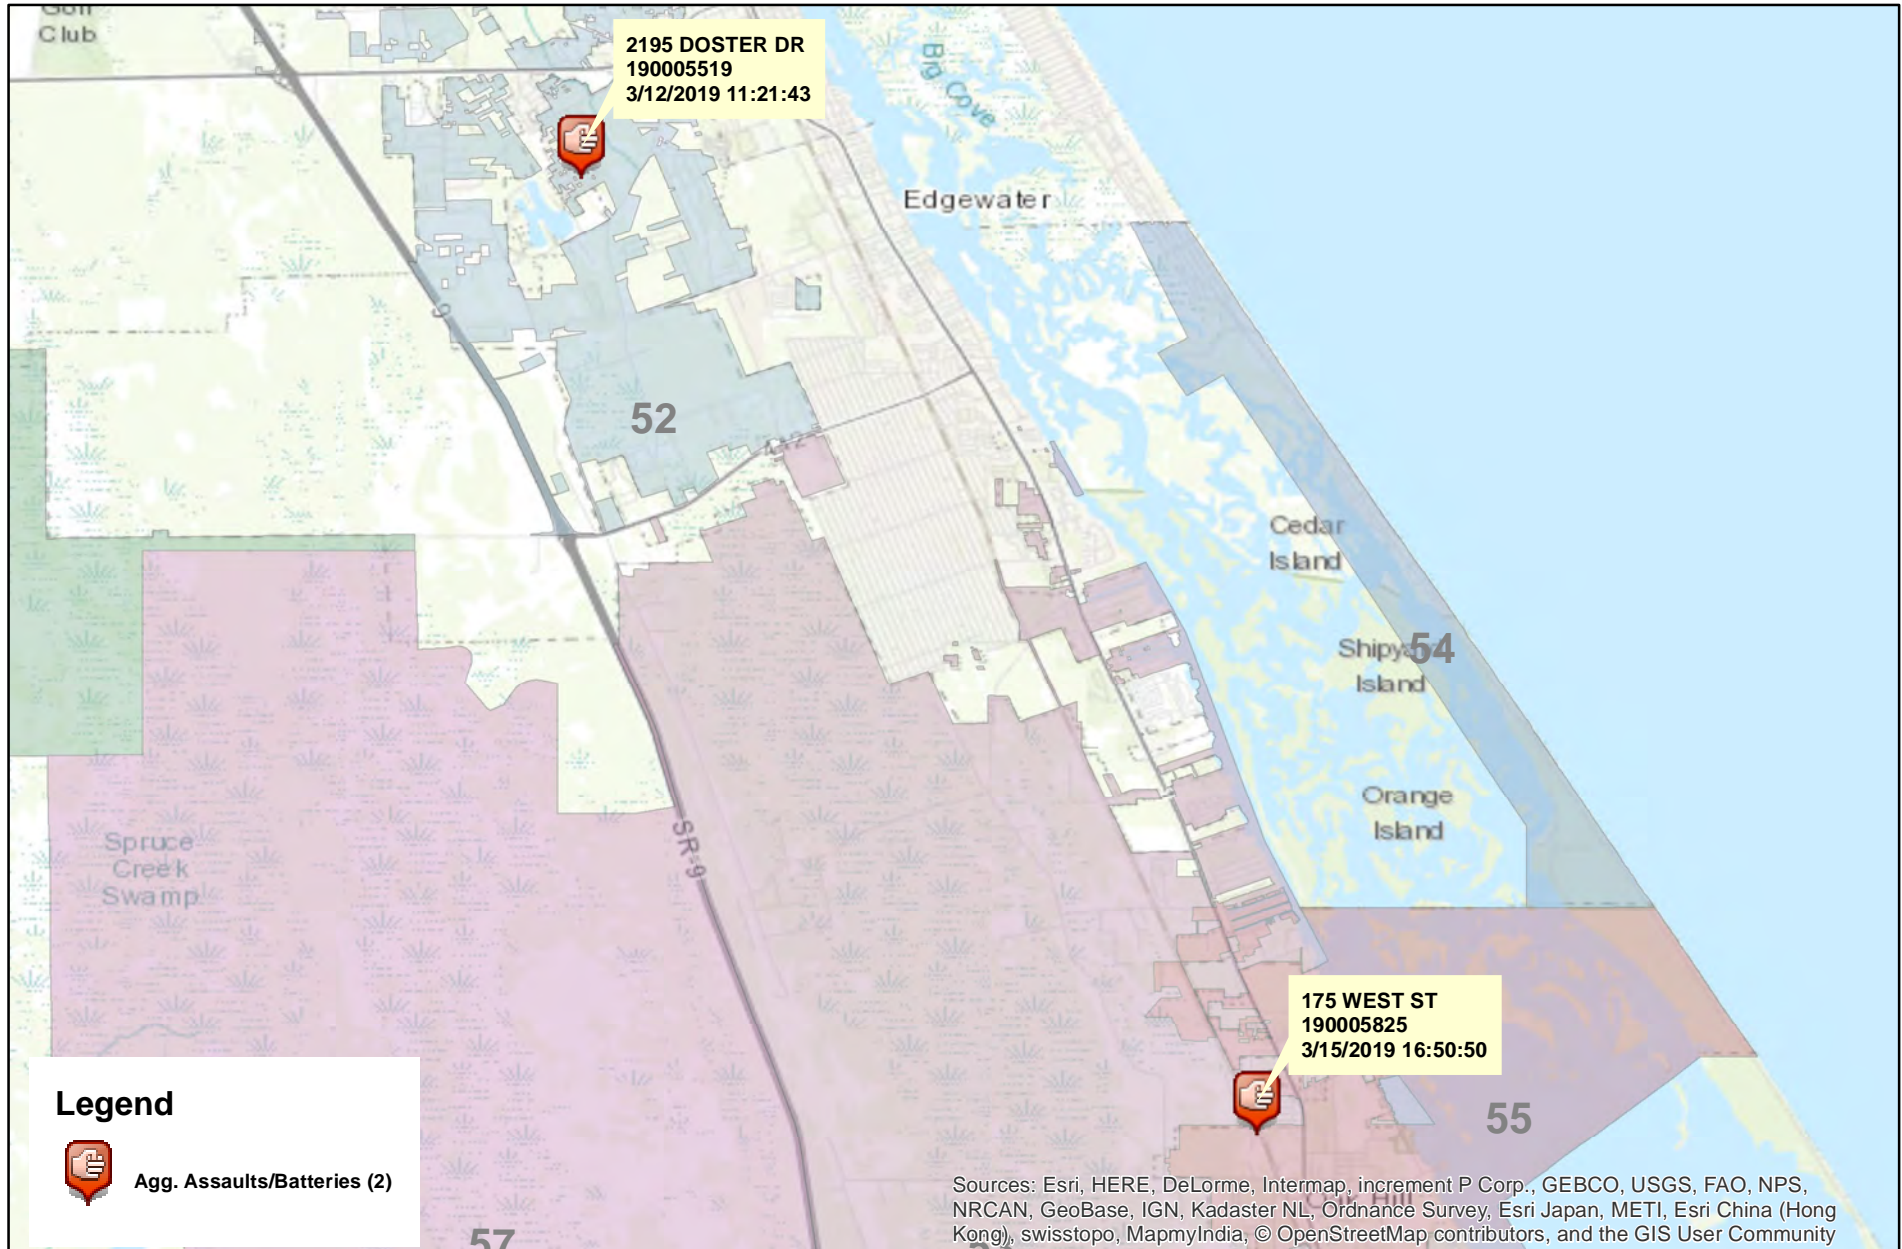 Golf
Club
2195 DOSTER DR
190005519
3/12/2019 11:21:43
Big Cove
Edgewater
9
52
Cedar
Island
54
Island
Orange
Island
Spruce
Creek
Swamp
SR-9
175 WEST ST
190005825
3/15/2019 16:50:50
55
Legend
Agg. Assaults/Batteries (2)
57
Oak Hill
Sources: Esri, HERE, DeLorme, Intermap, increment P Corp., GEBCO, USGS, FAO, NPS,
NRCAN, GeoBase, IGN, Kadaster NL, Ordnance Survey, Esri Japan, METI, Esri China (Hong
Kong), swisstopo, MapmyIndia, © OpenStreetMap contributors, and the GIS User Community